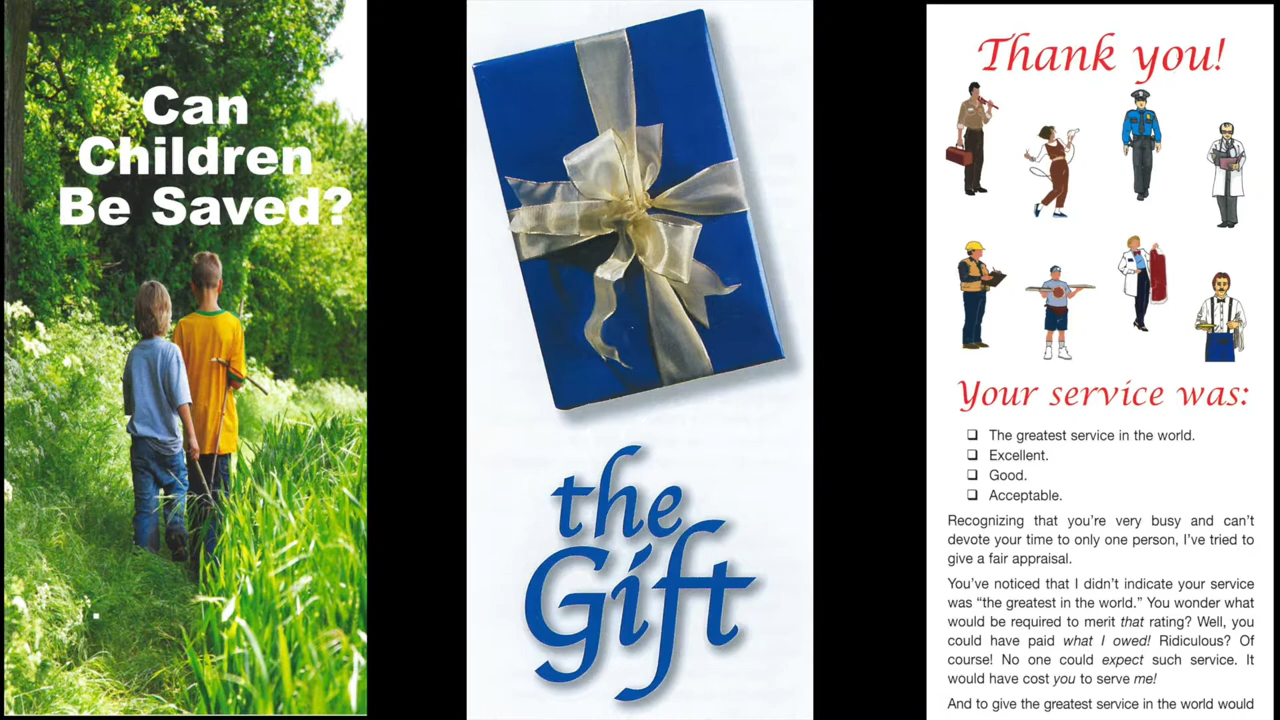 Can
Children
Be Saved?
the
Gift
Thank you!
Your service was:
❑ The greatest service in the world.
❑ Excellent.
❑ Good.
❑ Acceptable.
Recognizing that you're very busy and can't
devote your time to only one person, I've tried to
give a fair appraisal.
You've noticed that I didn't indicate your service
was “the greatest in the world.” You wonder what
would be required to merit that rating? Well, you
could have paid what I owed! Ridiculous? Of
course! No one could expect such service. It
would have cost you to serve me!
And to give the greatest service in the world would